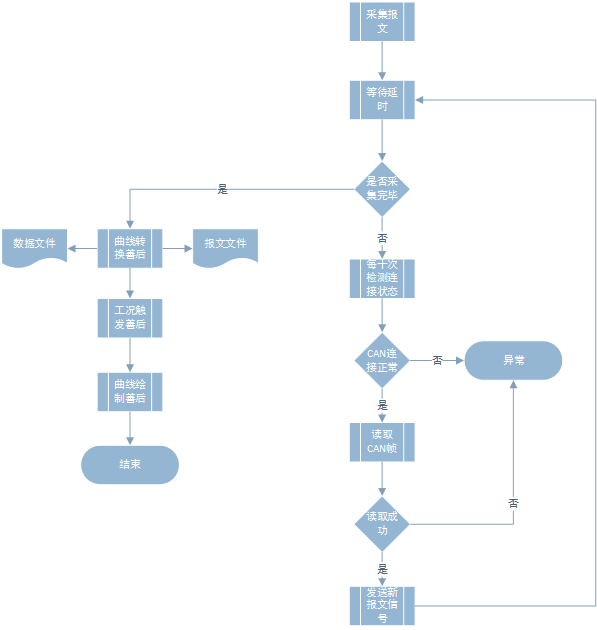 采集报
文
等待延
时
是否采
集完毕
是
否
数据文件
曲线转
换善后
报文文件
每十次
检测连
接状态
工况触
发善后
CAN连
接正常
否
异常
是
曲线绘
制善后
读取
CAN帧
结束
读取成
功
否
是
发送新
报文信
号